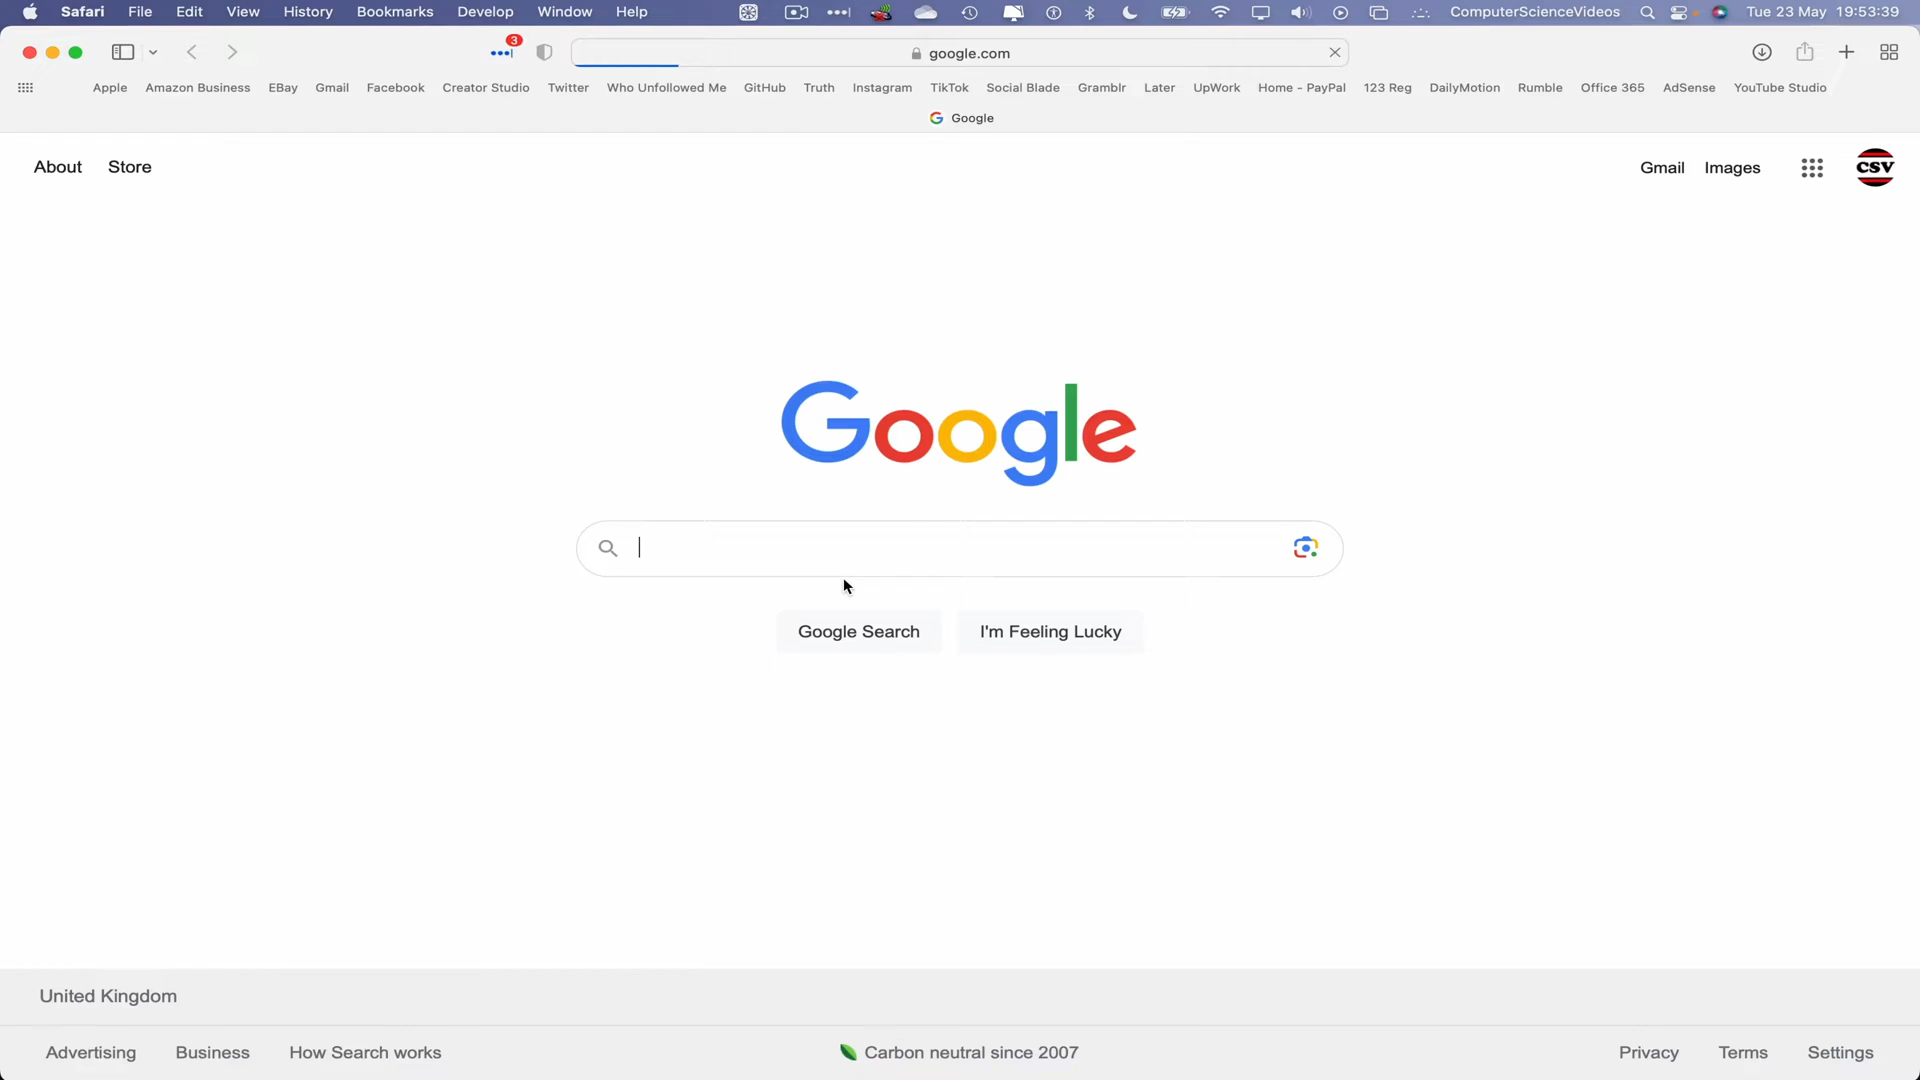 Safari File Edit View History Bookmarks Develop Window Help ComputerScienceVideos Tue 23 May 19:53:39
3
google.com
Apple Amazon Business EBay Gmail Facebook Creator Studio Twitter Who Unfollowed Me GitHub Truth Instagram TikTok Social Blade Gramblr Later UpWork Home - PayPal 123 Reg DailyMotion Rumble Office 365 AdSense YouTube Studio
Google
About Store Gmail Images CSV
Google
Google Search I'm Feeling Lucky
United Kingdom
Advertising Business How Search works Carbon neutral since 2007 Privacy Terms Settings